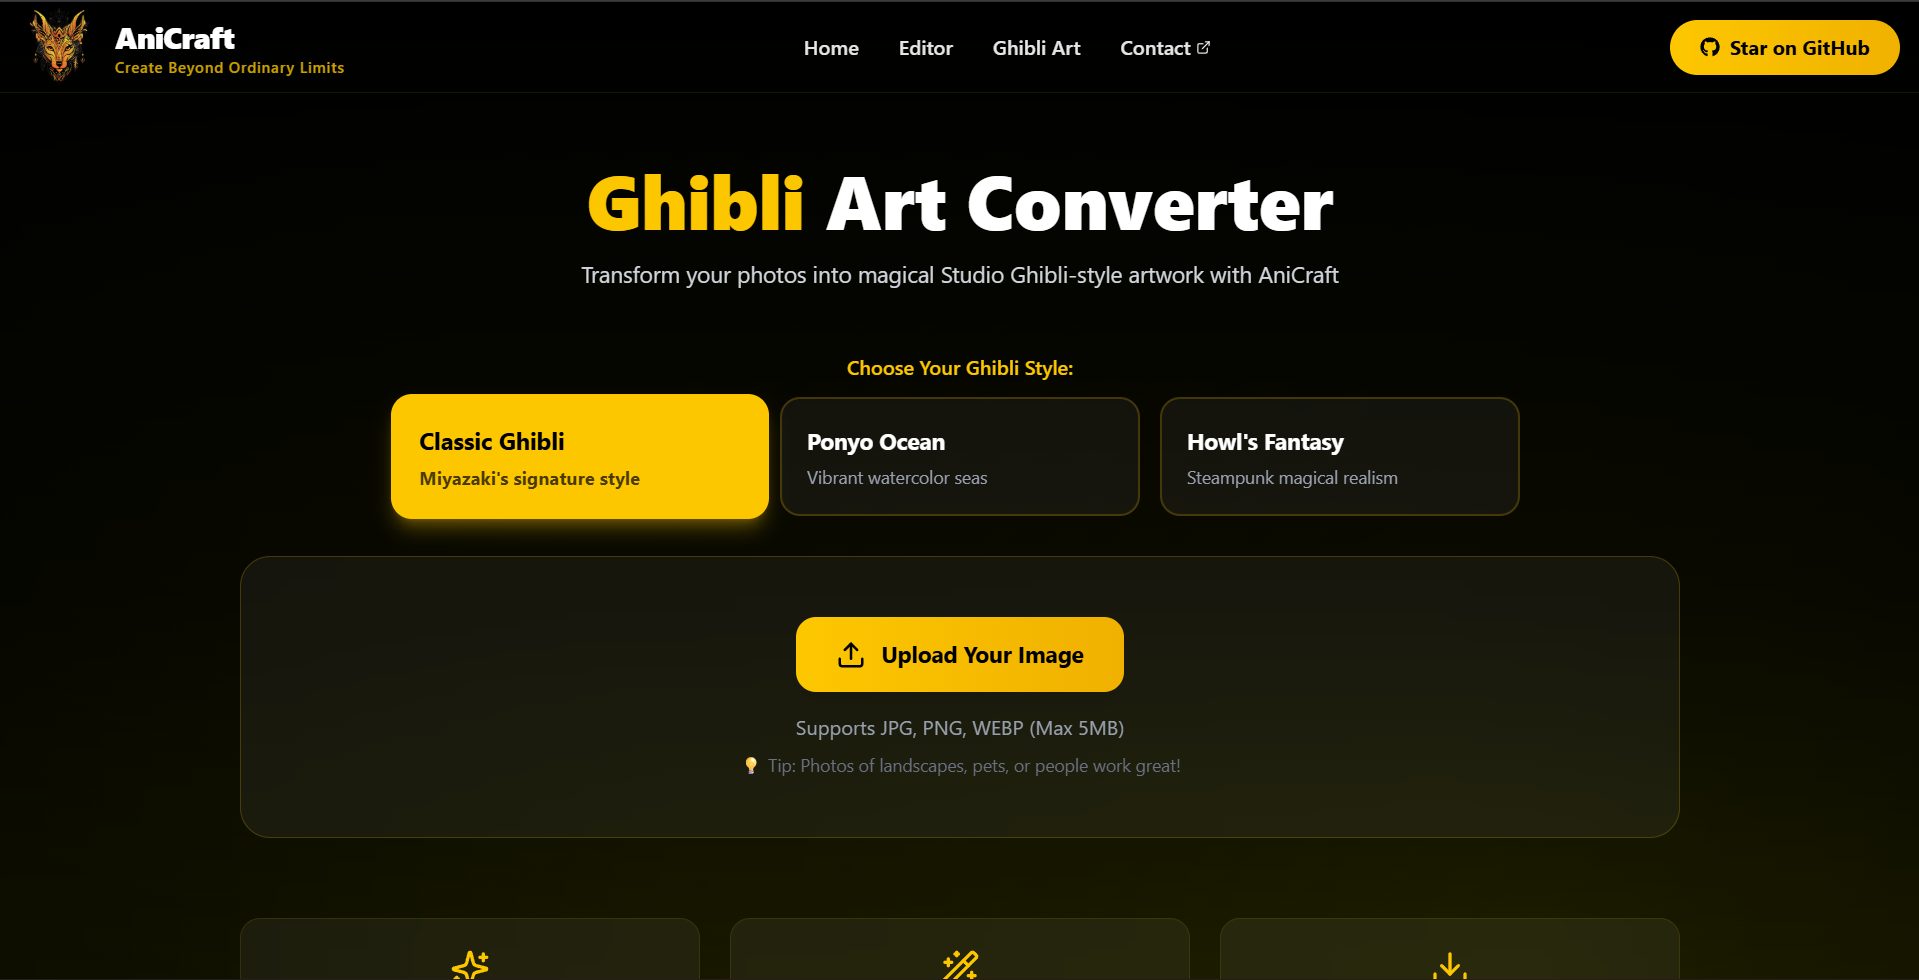 AniCraft
Create Beyond Ordinary Limits
Home
Editor
Ghibli Art
Contact
Star on GitHub
Ghibli Art Converter
Transform your photos into magical Studio Ghibli-style artwork with AniCraft
Choose Your Ghibli Style:
Classic Ghibli
Miyazaki's signature style
Ponyo Ocean
Vibrant watercolor seas
Howl's Fantasy
Steampunk magical realism
Upload Your Image
Supports JPG, PNG, WEBP (Max 5MB)
Tip: Photos of landscapes, pets, or people work great!